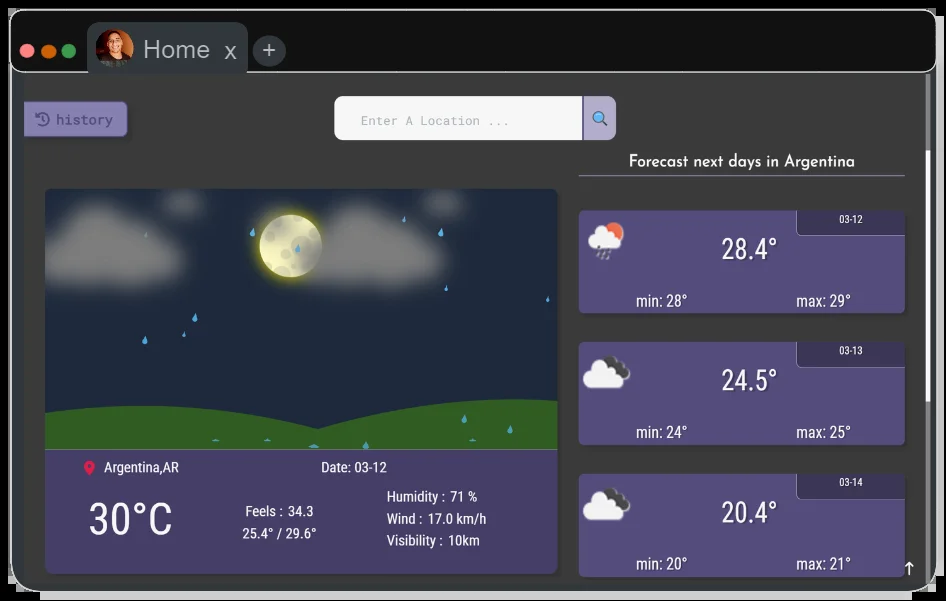 Home x +
history
Enter A Location ...
Forecast next days in Argentina
03-12
28.4°
min: 28° max: 29°
03-13
24.5°
min: 24° max: 25°
03-14
20.4°
min: 20° max: 21°
Argentina,AR Date: 03-12
30°C
Feels : 34.3
25.4° / 29.6°
Humidity : 71 %
Wind : 17.0 km/h
Visibility : 10km